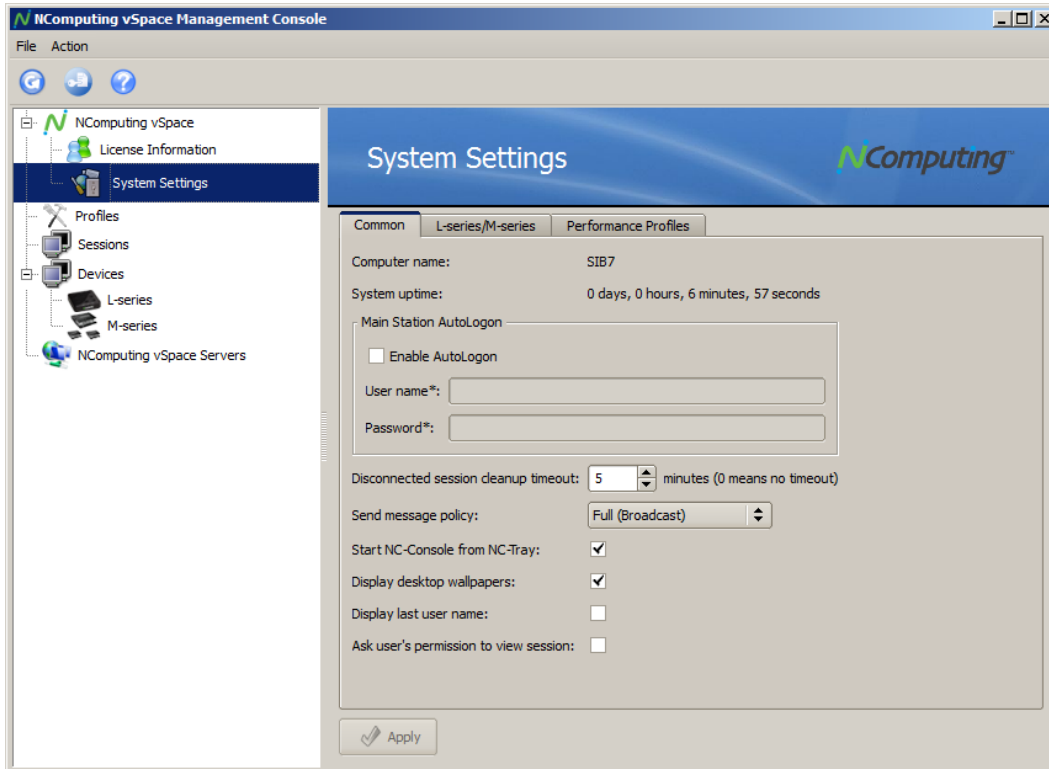 NComputing vSpace Management Console
File Action
NComputing vSpace
License Information
System Settings
Profiles
Sessions
Devices
L-series
M-series
NComputing vSpace Servers
System Settings
NComputing™
Common L-series/M-series Performance Profiles
Computer name: SIB7
System uptime: 0 days, 0 hours, 6 minutes, 57 seconds
Main Station AutoLogon
Enable AutoLogon
User name*:
Password*:
Disconnected session cleanup timeout: 5 minutes (0 means no timeout)
Send message policy: Full (Broadcast)
Start NC-Console from NC-Tray:
Display desktop wallpapers:
Display last user name:
Ask user's permission to view session:
Apply